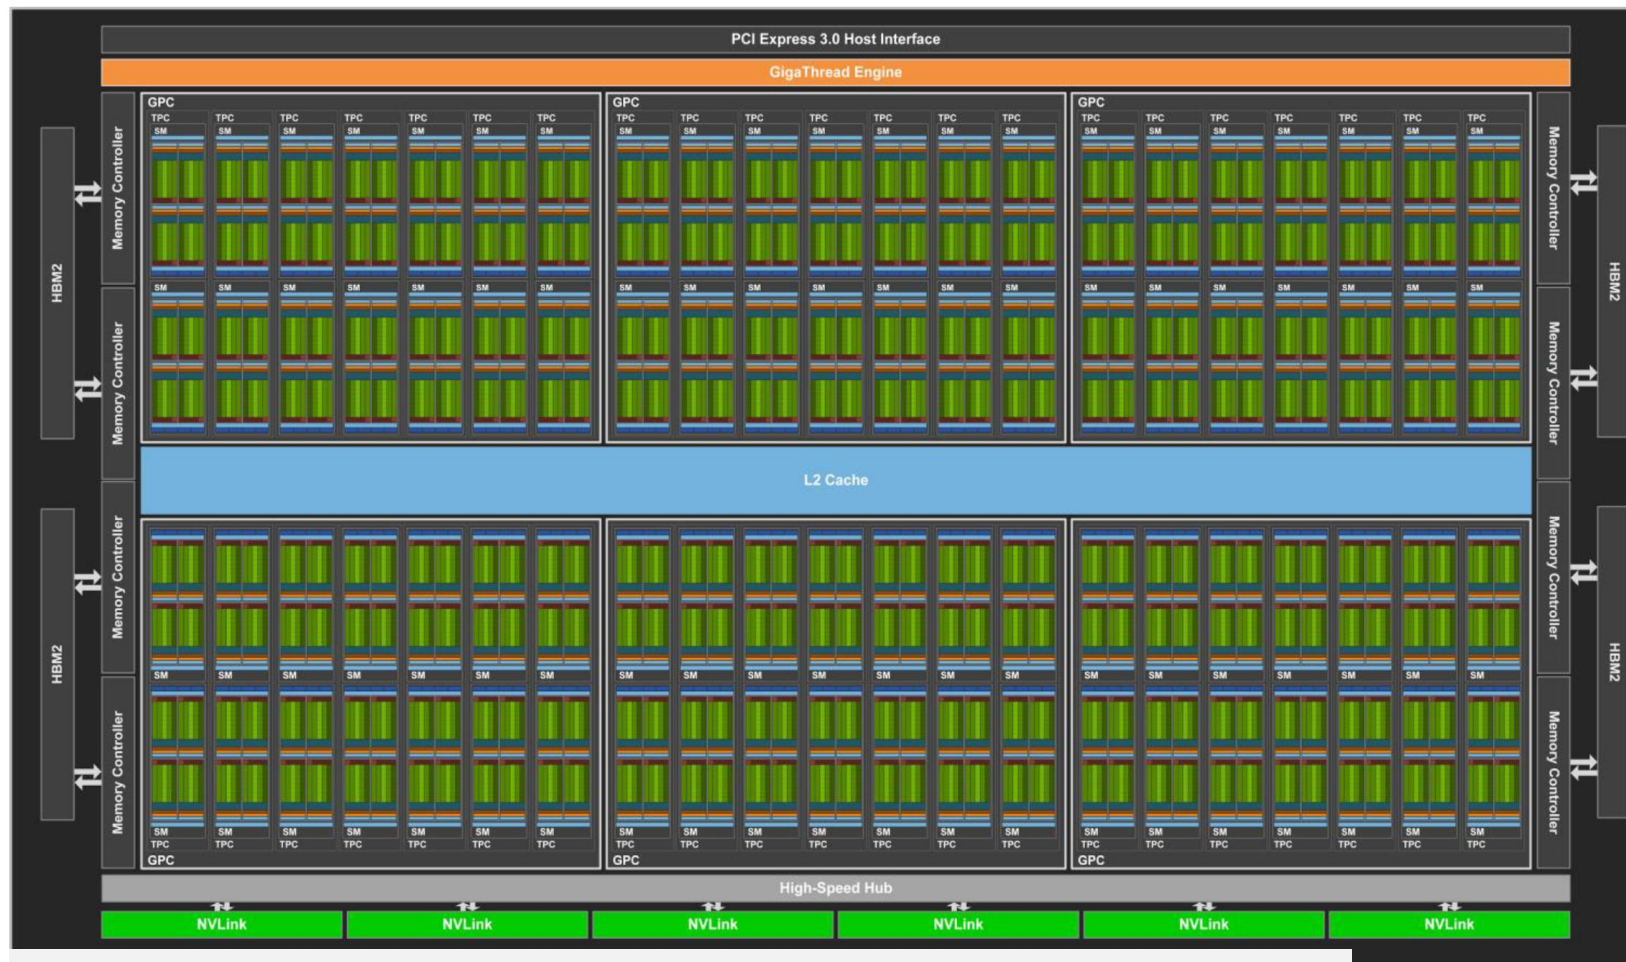 PCI Express 3.0 Host Interface
GigaThread Engine
GPC GPC GPC
TPC TPC TPC TPC TPC TPC TPC TPC TPC TPC TPC TPC TPC TPC TPC TPC TPC TPC TPC TPC TPC
SM SM SM SM SM SM SM SM SM SM SM SM SM SM SM SM SM SM SM SM SM
Memory Controller
Memory Controller
HBM2
HBM2
SM SM SM SM SM SM SM SM SM SM SM SM SM SM SM SM SM SM SM SM SM
Memory Controller
Memory Controller
L2 Cache
Memory Controller
Memory Controller
HBM2
HBM2
SM SM SM SM SM SM SM SM SM SM SM SM SM SM SM SM SM SM SM SM SM
Memory Controller
Memory Controller
SM SM SM SM SM SM SM SM SM SM SM SM SM SM SM SM SM SM SM SM SM
TPC TPC TPC TPC TPC TPC TPC TPC TPC TPC TPC TPC TPC TPC TPC TPC TPC TPC TPC TPC TPC
GPC GPC GPC
High-Speed Hub
NVLink NVLink NVLink NVLink NVLink NVLink